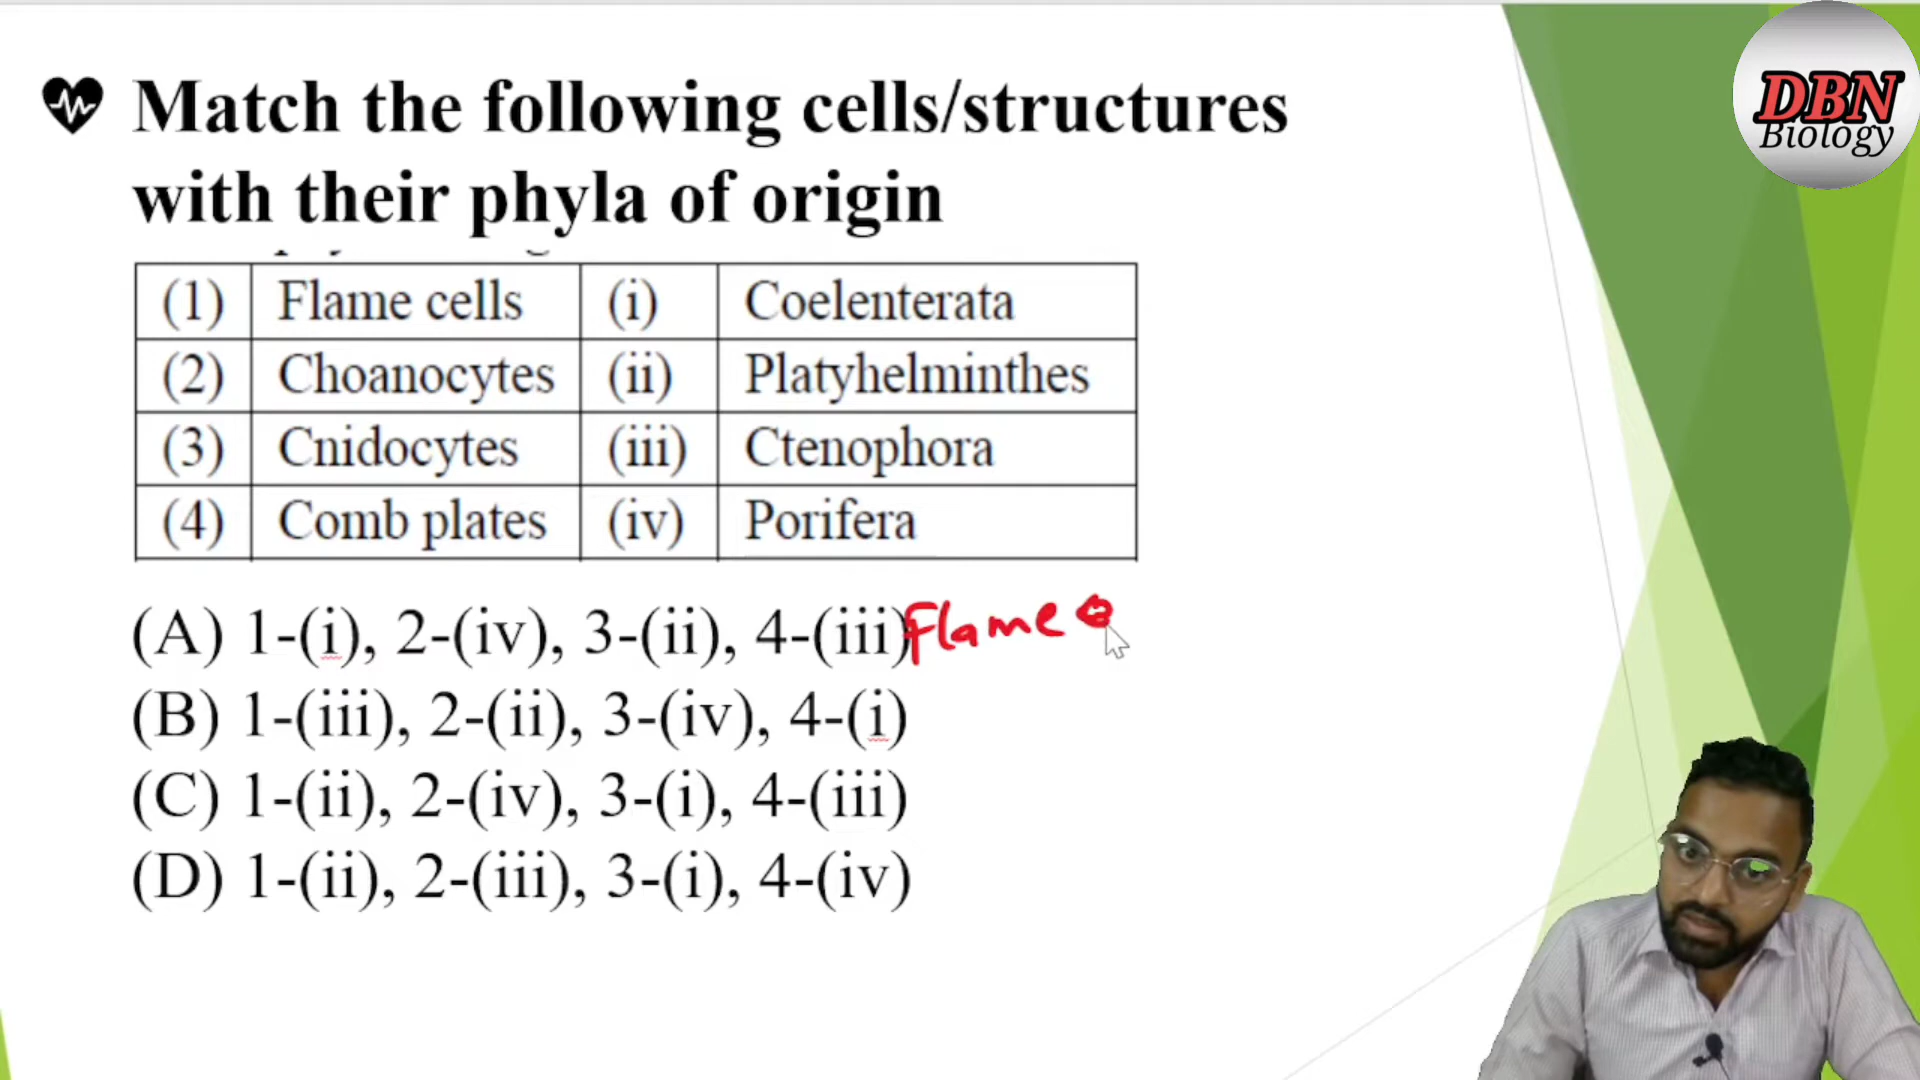 DBN
Biology
Match the following cells/structures
with their phyla of origin
(1) Flame cells (i) Coelenterata
(2) Choanocytes (ii) Platyhelminthes
(3) Cnidocytes (iii) Ctenophora
(4) Comb plates (iv) Porifera
(A) 1-(i), 2-(iv), 3-(ii), 4-(iii) Flame
(B) 1-(iii), 2-(ii), 3-(iv), 4-(i)
(C) 1-(ii), 2-(iv), 3-(i), 4-(iii)
(D) 1-(ii), 2-(iii), 3-(i), 4-(iv)